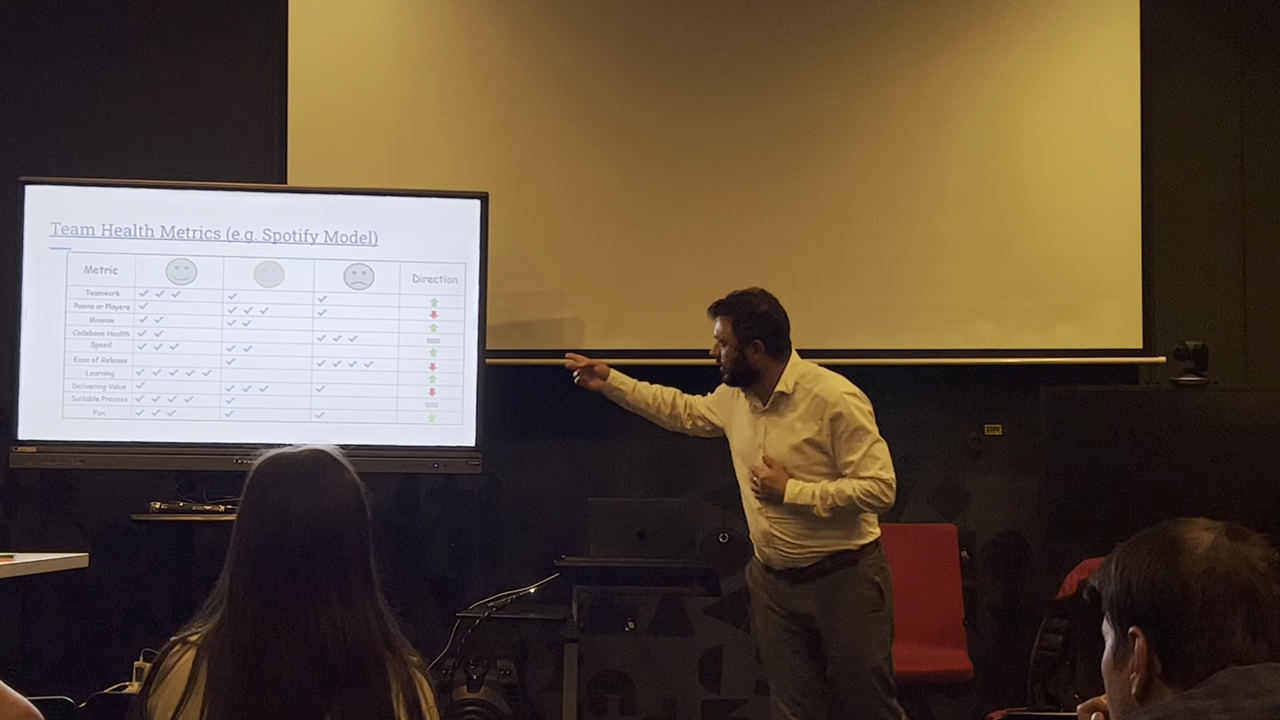 Team Health Metrics (e.g. Spotify Model)
Metric Direction
Teamwork
Pawns or Players
Mission
Codebase Health
Speed
Ease of Release
Learning
Delivering Value
Suitable Process
Fun